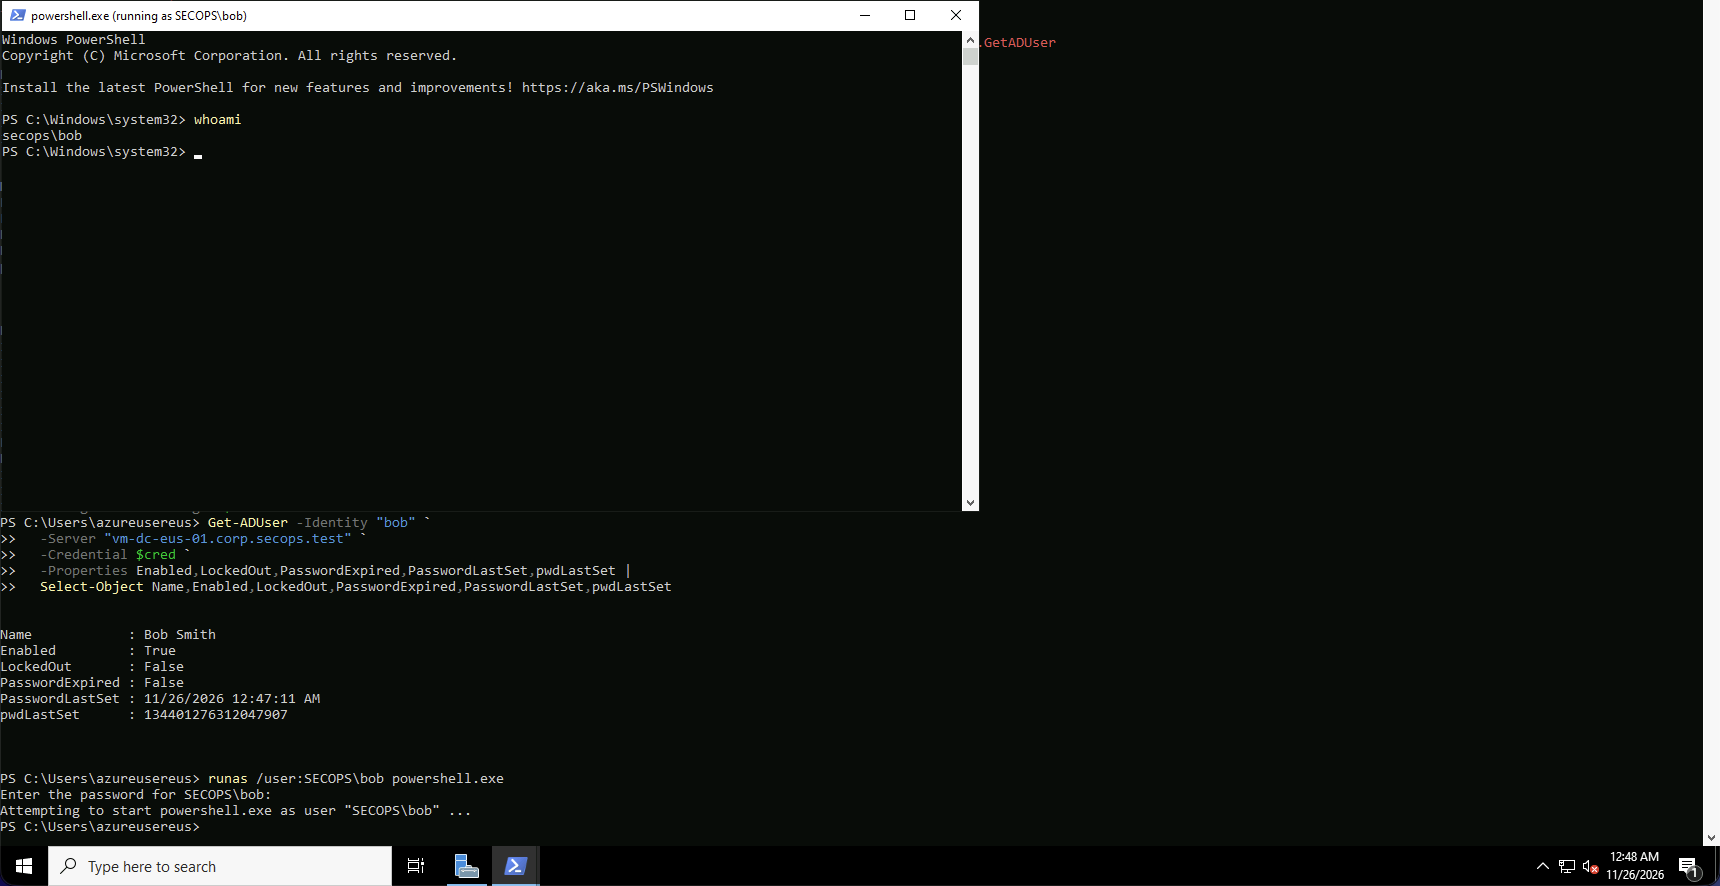 powershell.exe (running as SECOPS\bob)
Windows PowerShell
Copyright (C) Microsoft Corporation. All rights reserved.
Install the latest PowerShell for new features and improvements! https://aka.ms/PSWindows
PS C:\Windows\system32> whoami
secops\bob
PS C:\Windows\system32>
.GetADUser
PS C:\Users\azureusereus> Get-ADUser -Identity "bob" `
>>   -Server "vm-dc-eus-01.corp.secops.test" `
>>   -Credential $cred `
>>   -Properties Enabled,LockedOut,PasswordExpired,PasswordLastSet,pwdLastSet |
>>   Select-Object Name,Enabled,LockedOut,PasswordExpired,PasswordLastSet,pwdLastSet
Name            : Bob Smith
Enabled         : True
LockedOut       : False
PasswordExpired : False
PasswordLastSet : 11/26/2026 12:47:11 AM
pwdLastSet      : 134401276312047907
PS C:\Users\azureusereus> runas /user:SECOPS\bob powershell.exe
Enter the password for SECOPS\bob:
Attempting to start powershell.exe as user "SECOPS\bob" ...
PS C:\Users\azureusereus>
Type here to search
12:48 AM
11/26/2026
1